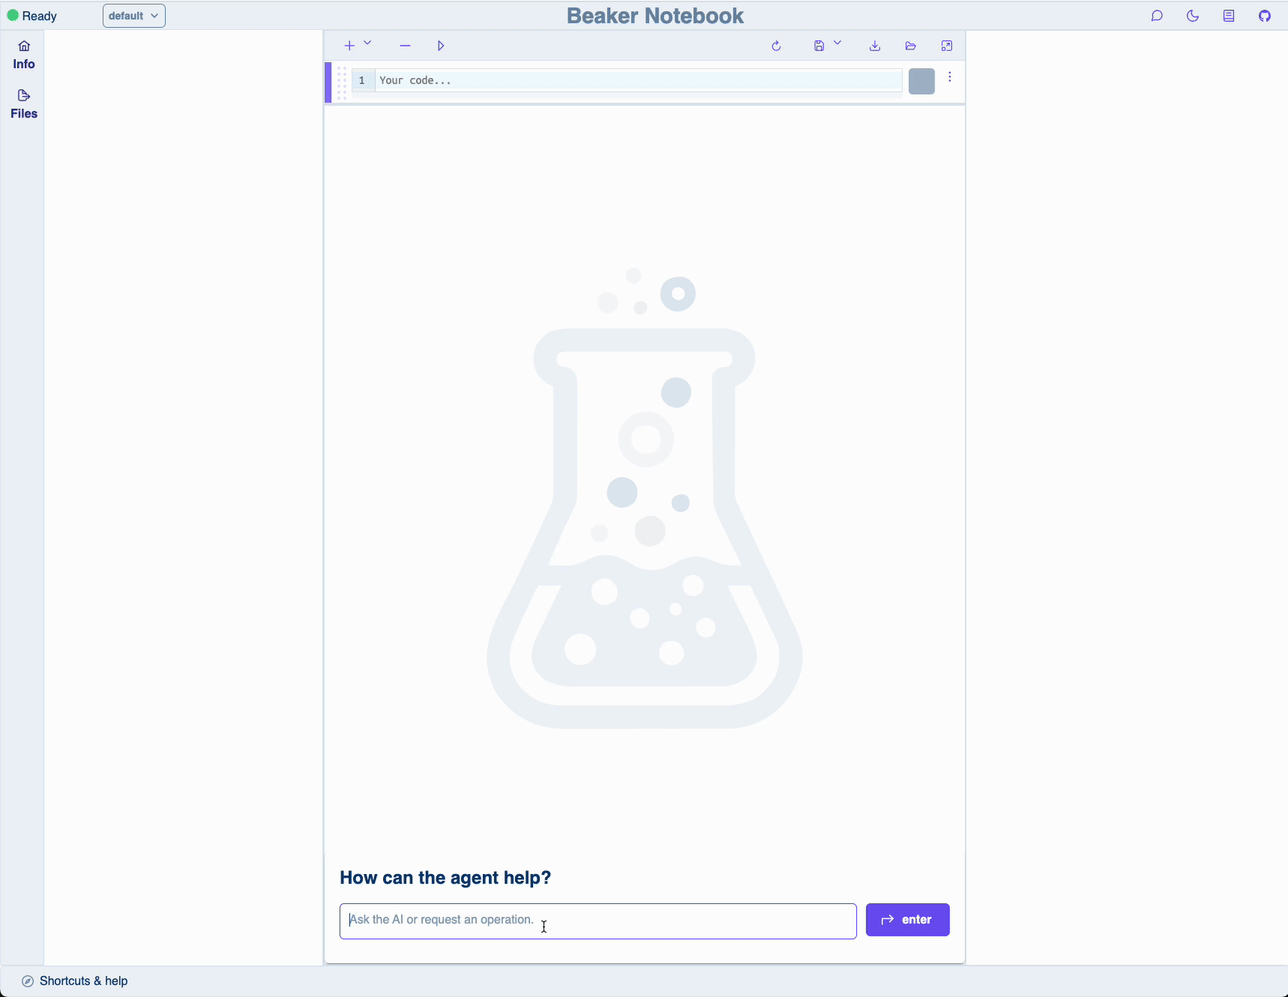 Ready
default
Beaker Notebook
Info
Files
1
Your code...
How can the agent help?
Ask the AI or request an operation.
enter
Shortcuts & help